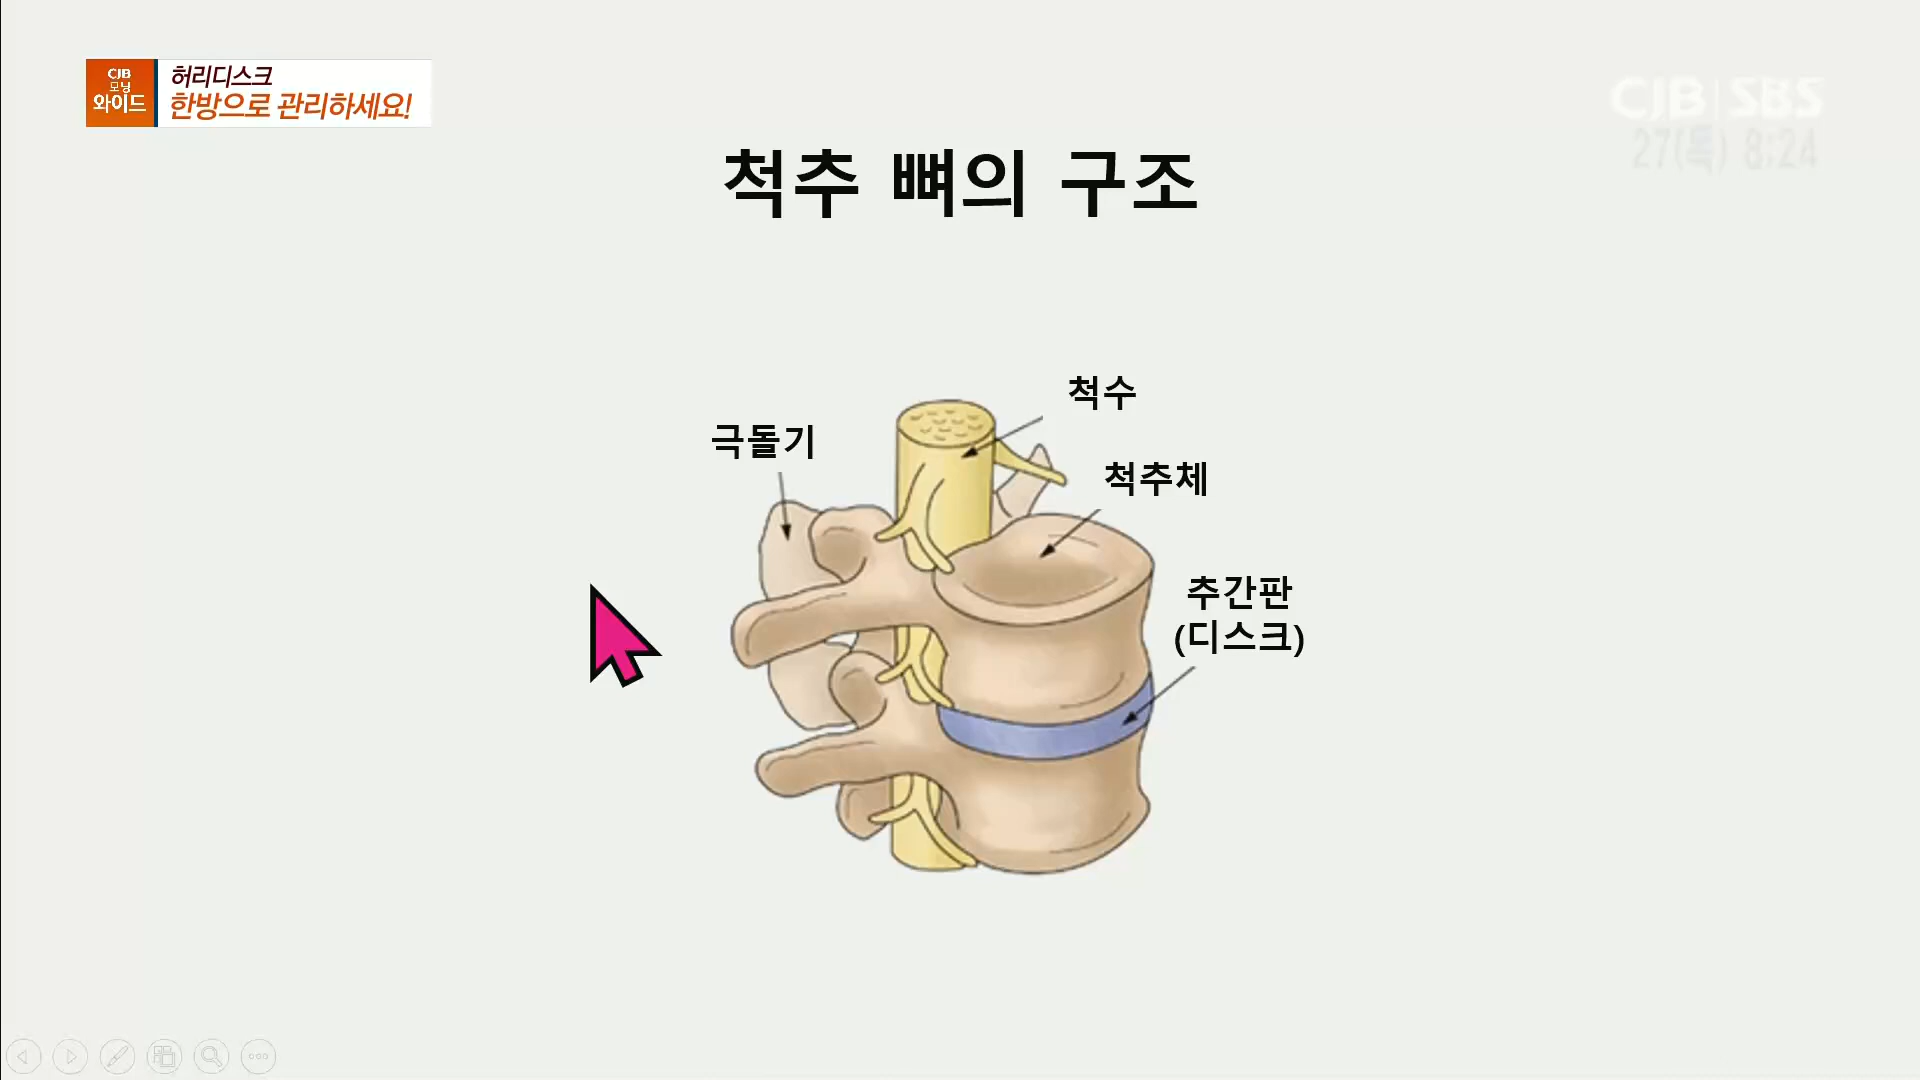 CJB
모닝
와이드
허리디스크
한방으로 관리하세요!
CJB SBS
27(목) 8:24
척추 뼈의 구조
척수
극돌기
척추체
추간판
(디스크)